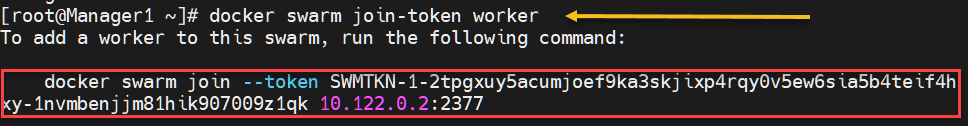 [root@Manager1 ~]# docker swarm join-token worker
To add a worker to this swarm, run the following command:
docker swarm join --token SWMTKN-1-2tpgxuy5acumjoef9ka3skjixp4rqy0v5ew6sia5b4teif4h
xy-1nvmbenjjm81hik907009z1qk 10.122.0.2:2377